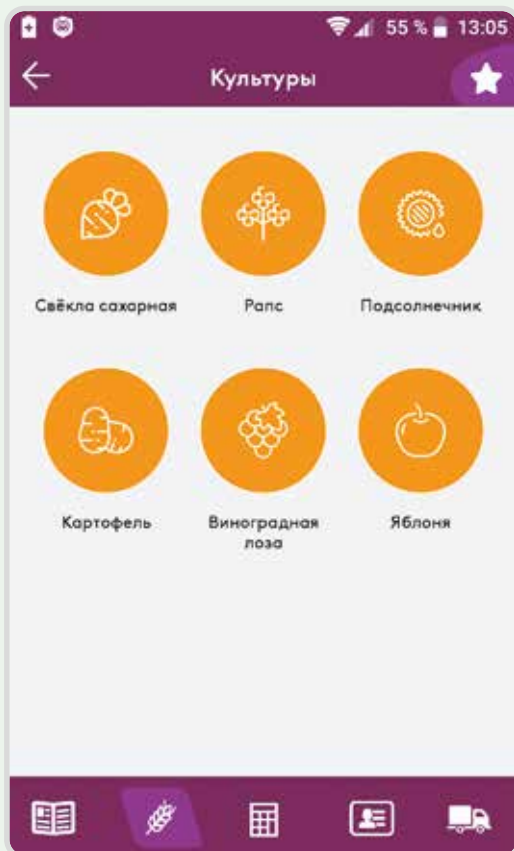 55 % 13:05
Культуры
Свёкла сахарная
Рапс
Подсолнечник
Картофель
Виноградная
лоза
Яблоня